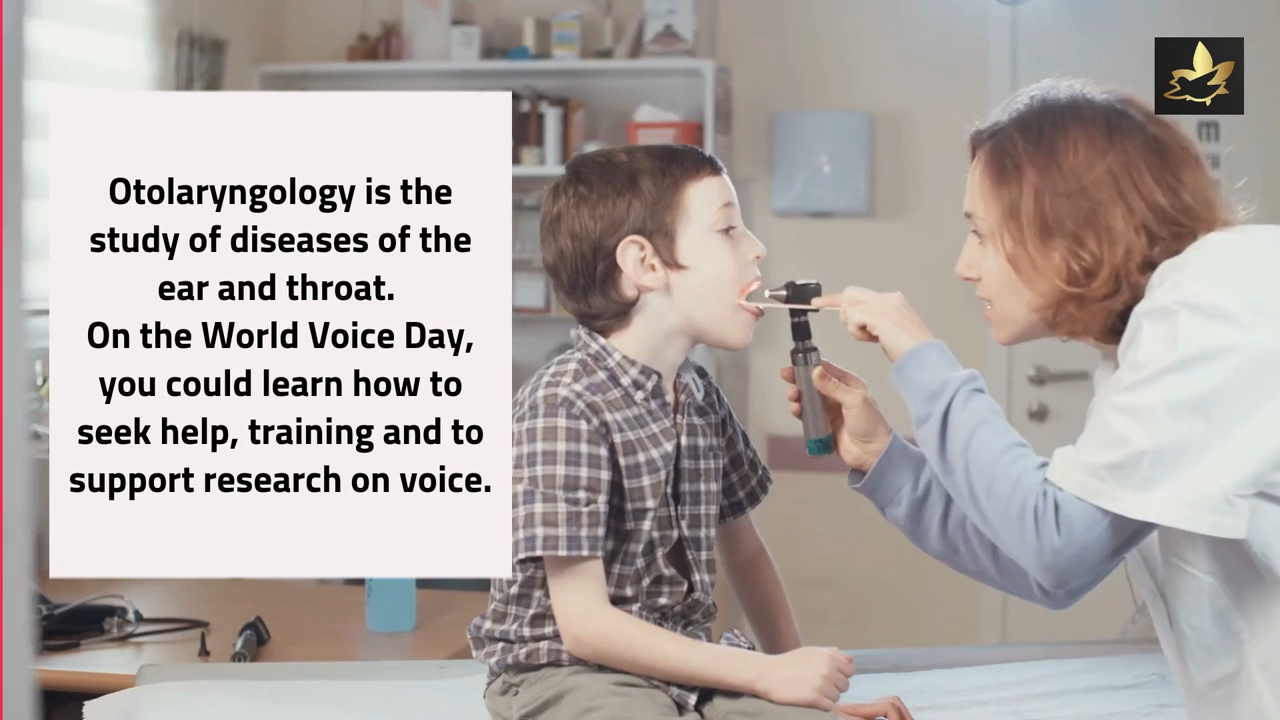 Otolaryngology is the
study of diseases of the
ear and throat.
On the World Voice Day,
you could learn how to
seek help, training and to
support research on voice.
m